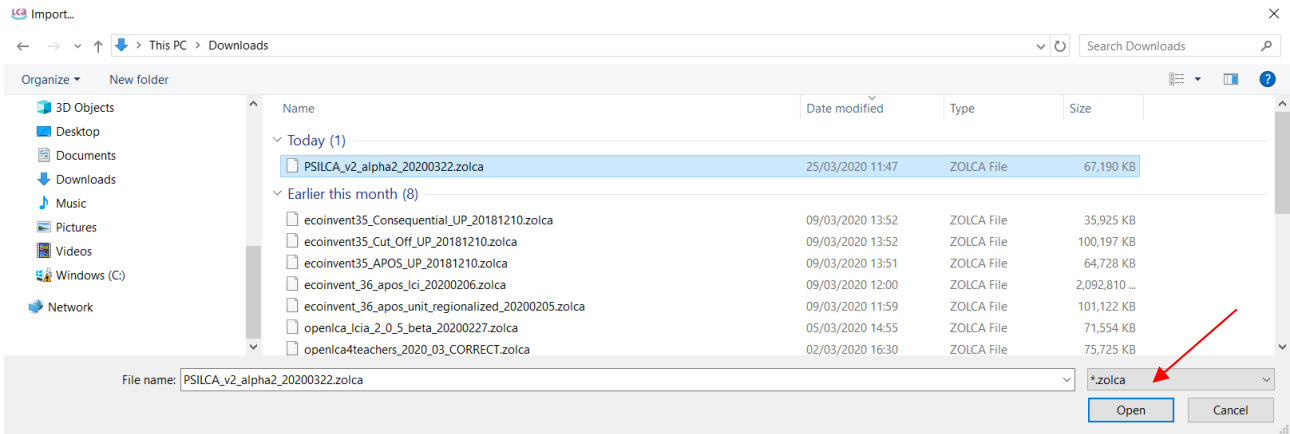 LCA Import...
This PC > Downloads
Search Downloads
Organize New folder
Name Date modified Type Size
3D Objects
Desktop
Documents
Downloads
Music
Pictures
Videos
Windows (C:)
Network
Today (1)
PSILCA_v2_alpha2_20200322.zolca 25/03/2020 11:47 ZOLCA File 67,190 KB
Earlier this month (8)
ecoinvent35_Consequential_UP_20181210.zolca 09/03/2020 13:52 ZOLCA File 35,925 KB
ecoinvent35_Cut_Off_UP_20181210.zolca 09/03/2020 13:52 ZOLCA File 100,197 KB
ecoinvent35_APOS_UP_20181210.zolca 09/03/2020 13:51 ZOLCA File 64,728 KB
ecoinvent_36_apos_lci_20200206.zolca 09/03/2020 12:00 ZOLCA File 2,092,810 ...
ecoinvent_36_apos_unit_regionalized_20200205.zolca 09/03/2020 11:59 ZOLCA File 101,122 KB
openlca_lcia_2_0_5_beta_20200227.zolca 05/03/2020 14:55 ZOLCA File 71,554 KB
openlca4teachers_2020_03_CORRECT.zolca 02/03/2020 16:30 ZOLCA File 75,725 KB
File name: PSILCA_v2_alpha2_20200322.zolca *.zolca
Open Cancel